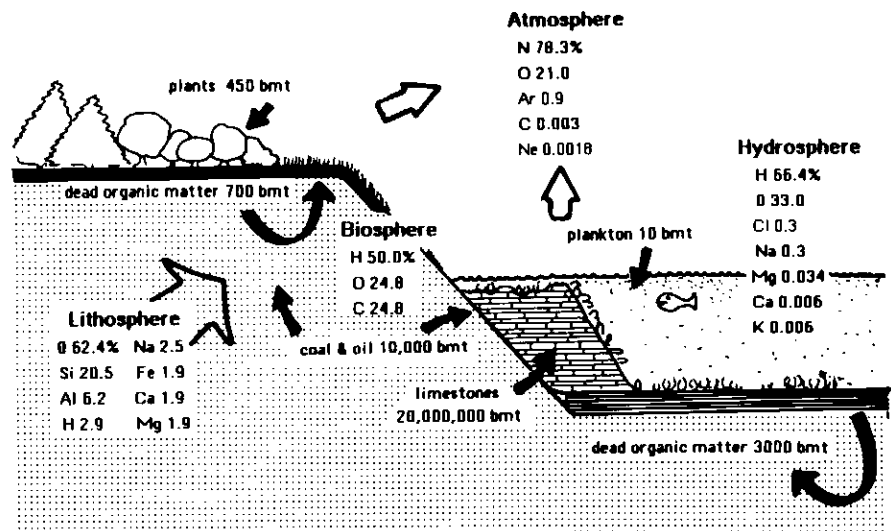 Atmosphere
N 78.3%
O 21.0
Ar 0.9
C 0.003
Ne 0.0018
plants 450 bmt
Hydrosphere
H 66.4%
O 33.0
Cl 0.3
Na 0.3
Mg 0.034
Ca 0.006
K 0.006
dead organic matter 700 bmt
Biosphere
H 50.0%
O 24.8
C 24.8
plankton 10 bmt
Lithosphere
O 62.4% Na 2.5
Si 20.5 Fe 1.9
Al 6.2 Ca 1.9
H 2.9 Mg 1.9
coal & oil 10,000 bmt
limestones
20,000,000 bmt
dead organic matter 3000 bmt